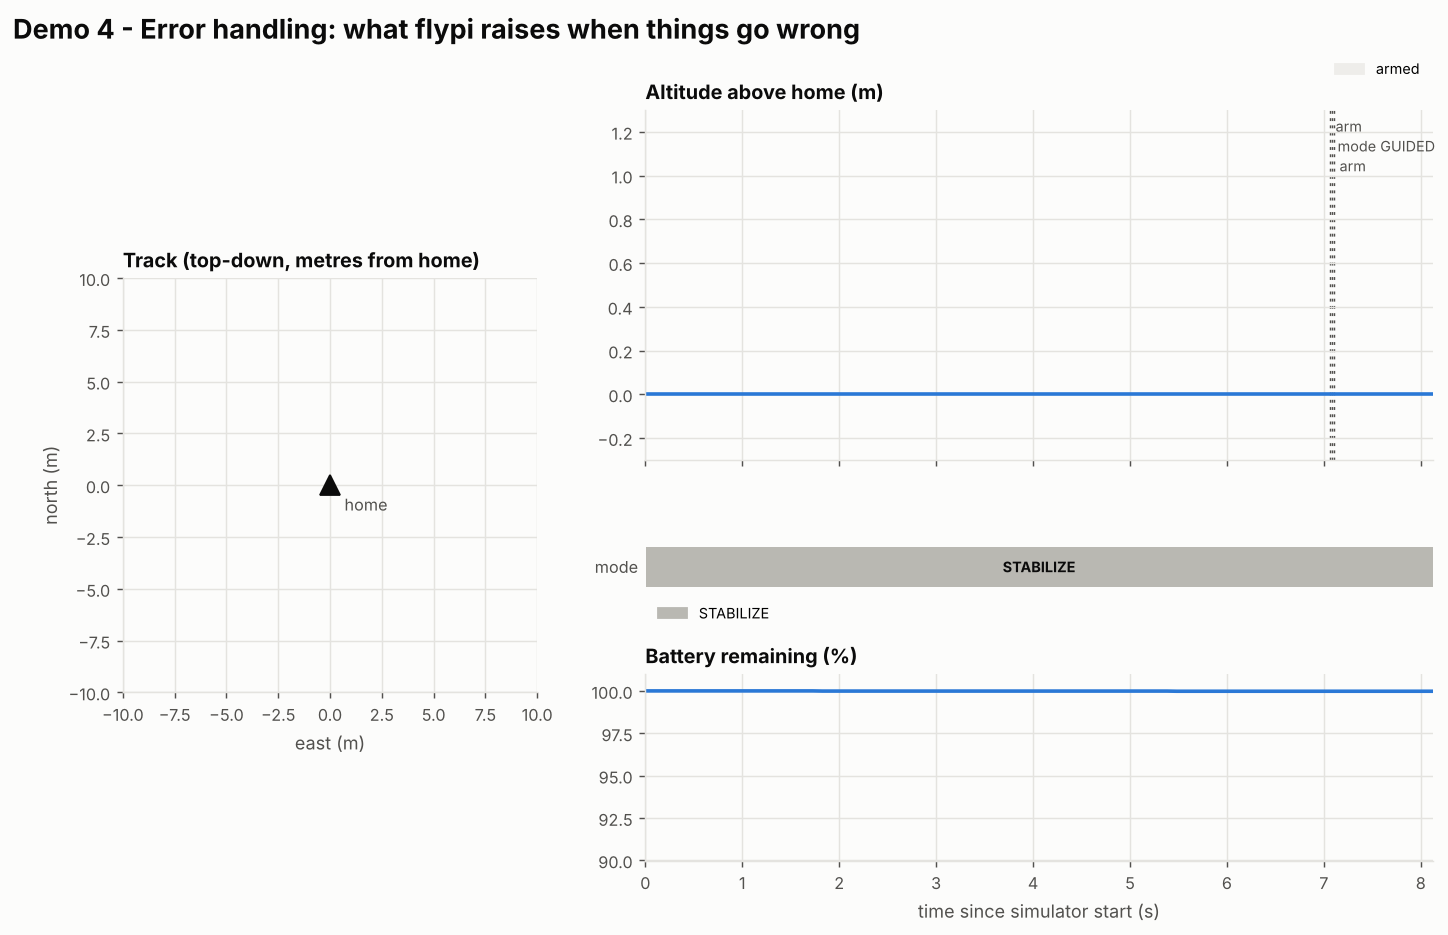 Demo 4 - Error handling: what flypi raises when things go wrong
armed
Altitude above home (m)
1.2
1.0
0.8
0.6
0.4
0.2
0.0
−0.2
arm
mode GUIDED
arm
Track (top-down, metres from home)
10.0
7.5
5.0
2.5
0.0
−2.5
−5.0
−7.5
−10.0
north (m)
home
−10.0 −7.5 −5.0 −2.5 0.0 2.5 5.0 7.5 10.0
east (m)
mode
STABILIZE
STABILIZE
Battery remaining (%)
100.0
97.5
95.0
92.5
90.0
0 1 2 3 4 5 6 7 8
time since simulator start (s)